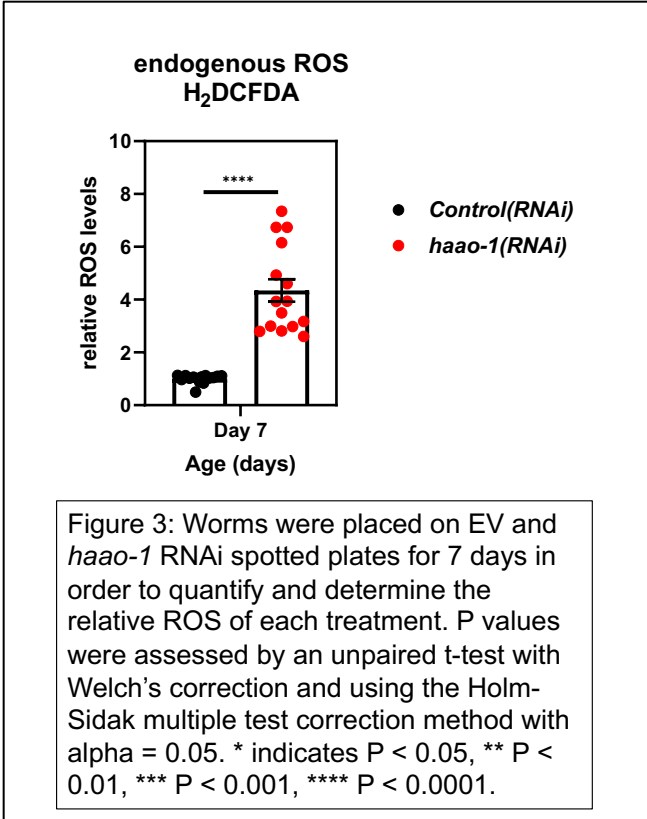 endogenous ROS
H₂DCFDA
10
8
6
4
2
0
relative ROS levels
****
Day 7
Age (days)
Control(RNAi)
haao-1(RNAi)
Figure 3: Worms were placed on EV and
haao-1 RNAi spotted plates for 7 days in
order to quantify and determine the
relative ROS of each treatment. P values
were assessed by an unpaired t-test with
Welch’s correction and using the Holm-
Sidak multiple test correction method with
alpha = 0.05. * indicates P < 0.05, ** P <
0.01, *** P < 0.001, **** P < 0.0001.